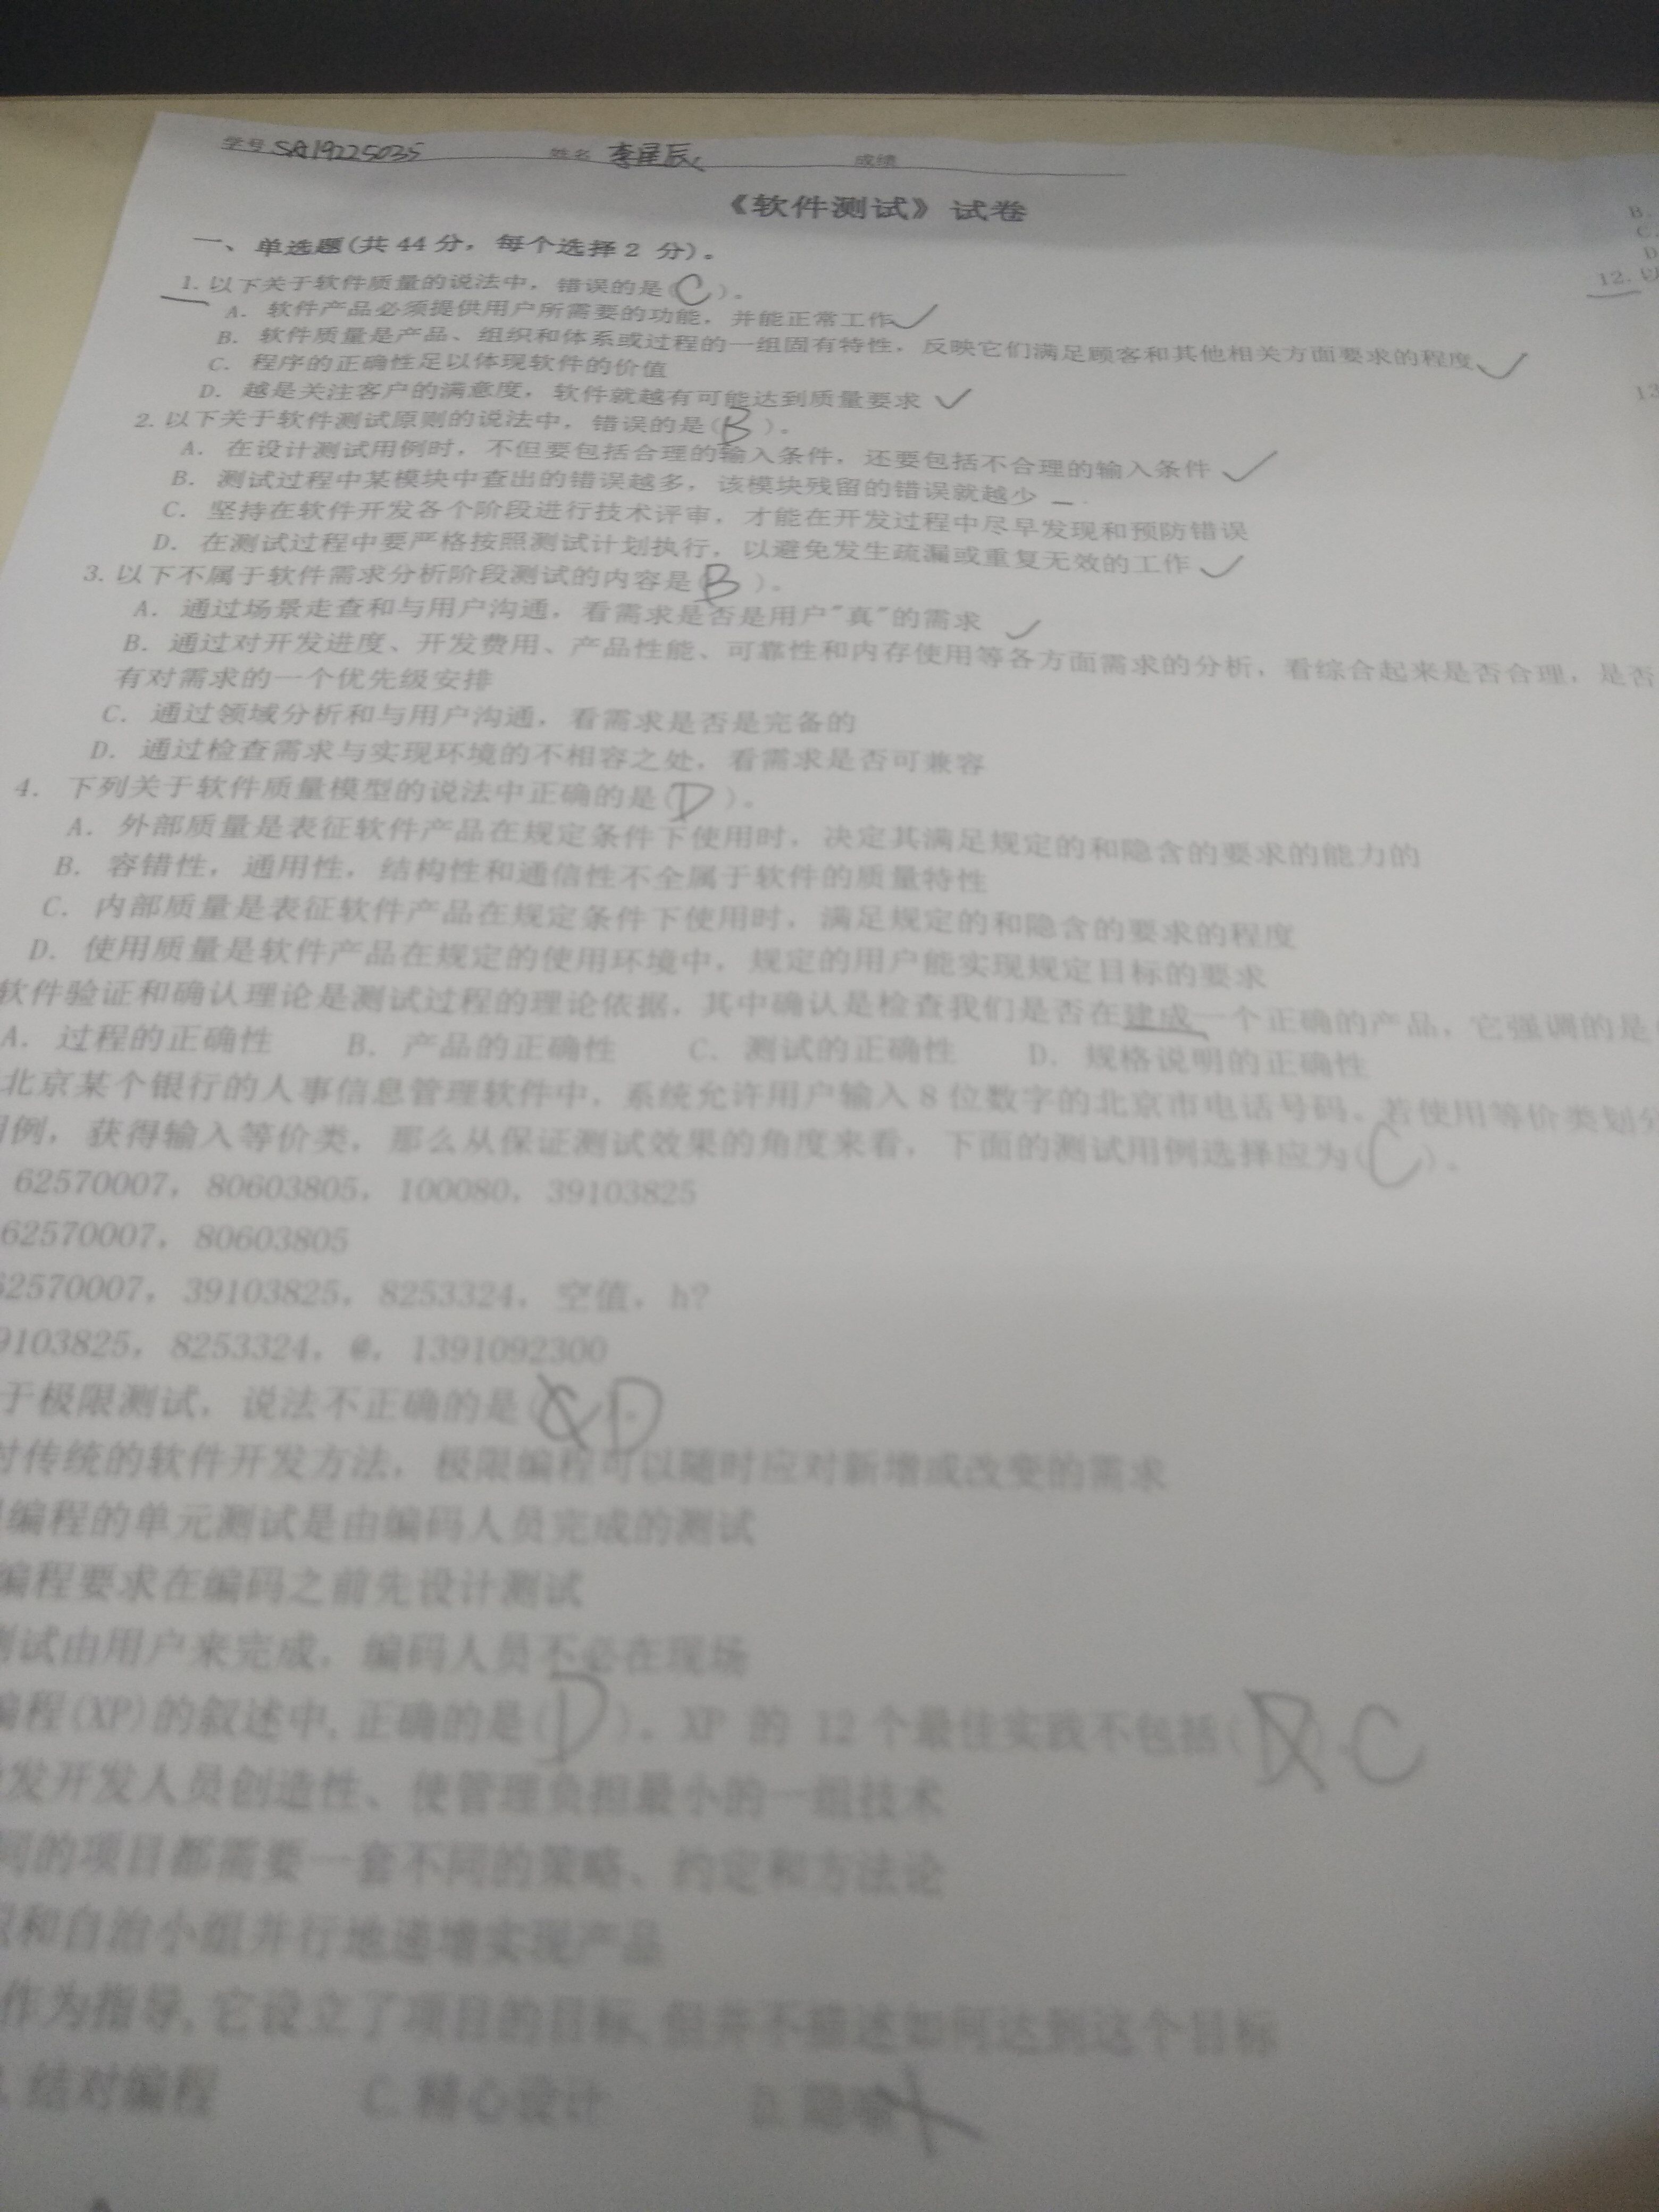 学号 SA19225035 姓名 李星辰 成绩
《软件测试》试卷
一、单选题(共44分，每个选择2 分)。
1. 以下关于软件质量的说法中，错误的是(C)。
A. 软件产品必须提供用户所需要的功能，并能正常工作
B. 软件质量是产品、组织和体系或过程的一组固有特性，反映它们满足顾客和其他相关方面要求的程度
C. 程序的正确性足以体现软件的价值
D. 越是关注客户的满意度，软件就越有可能达到质量要求
2. 以下关于软件测试原则的说法中，错误的是(B)。
A. 在设计测试用例时，不但要包括合理的输入条件，还要包括不合理的输入条件
B. 测试过程中某模块中查出的错误越多，该模块残留的错误就越少
C. 坚持在软件开发各个阶段进行技术评审，才能在开发过程中尽早发现和预防错误
D. 在测试过程中要严格按照测试计划执行，以避免发生疏漏或重复无效的工作
3. 以下不属于软件需求分析阶段测试的内容是(B)。
A. 通过场景走查和与用户沟通，看需求是否是用户"真"的需求
B. 通过对开发进度、开发费用、产品性能、可靠性和内存使用等各方面需求的分析，看综合起来是否合理，是否
有对需求的一个优先级安排
C. 通过领域分析和与用户沟通，看需求是否是完备的
D. 通过检查需求与实现环境的不相容之处，看需求是否可兼容
4. 下列关于软件质量模型的说法中正确的是(D)。
A. 外部质量是表征软件产品在规定条件下使用时，决定其满足规定的和隐含的要求的能力的
B. 容错性，通用性，结构性和通信性不全属于软件的质量特性
C. 内部质量是表征软件产品在规定条件下使用时，满足规定的和隐含的要求的程度
D. 使用质量是软件产品在规定的使用环境中，规定的用户能实现规定目标的要求
软件验证和确认理论是测试过程的理论依据，其中确认是检查我们是否在建成一个正确的产品，它强调的是(
A. 过程的正确性 B. 产品的正确性 C. 测试的正确性 D. 规格说明的正确性
北京某个银行的人事信息管理软件中，系统允许用户输入8位数字的北京市电话号码。若使用等价类划分
用例，获得输入等价类，那么从保证测试效果的角度来看，下面的测试用例选择应为(C)。
62570007，80603805，100080，39103825
62570007，80603805
62570007，39103825，8253324，空值，h?
9103825，8253324，@，1391092300
于极限测试，说法不正确的是(C D)。
对传统的软件开发方法，极限编程可以随时应对新增或改变的需求
编程的单元测试是由编码人员完成的测试
编程要求在编码之前先设计测试
测试由用户来完成，编码人员不必在现场
编程(XP)的叙述中,正确的是(D)。XP 的 12 个最佳实践不包括(D)C
发开发人员创造性、使管理负担最小的一组技术
同的项目都需要一套不同的策略、约定和方法论
织和自治小组并行地递增实现产品
作为指导,它设立了项目的目标,但并不描述如何达到这个目标
结对编程 C.精心设计 D.隐喻
B.
C.
D
12. 以
13